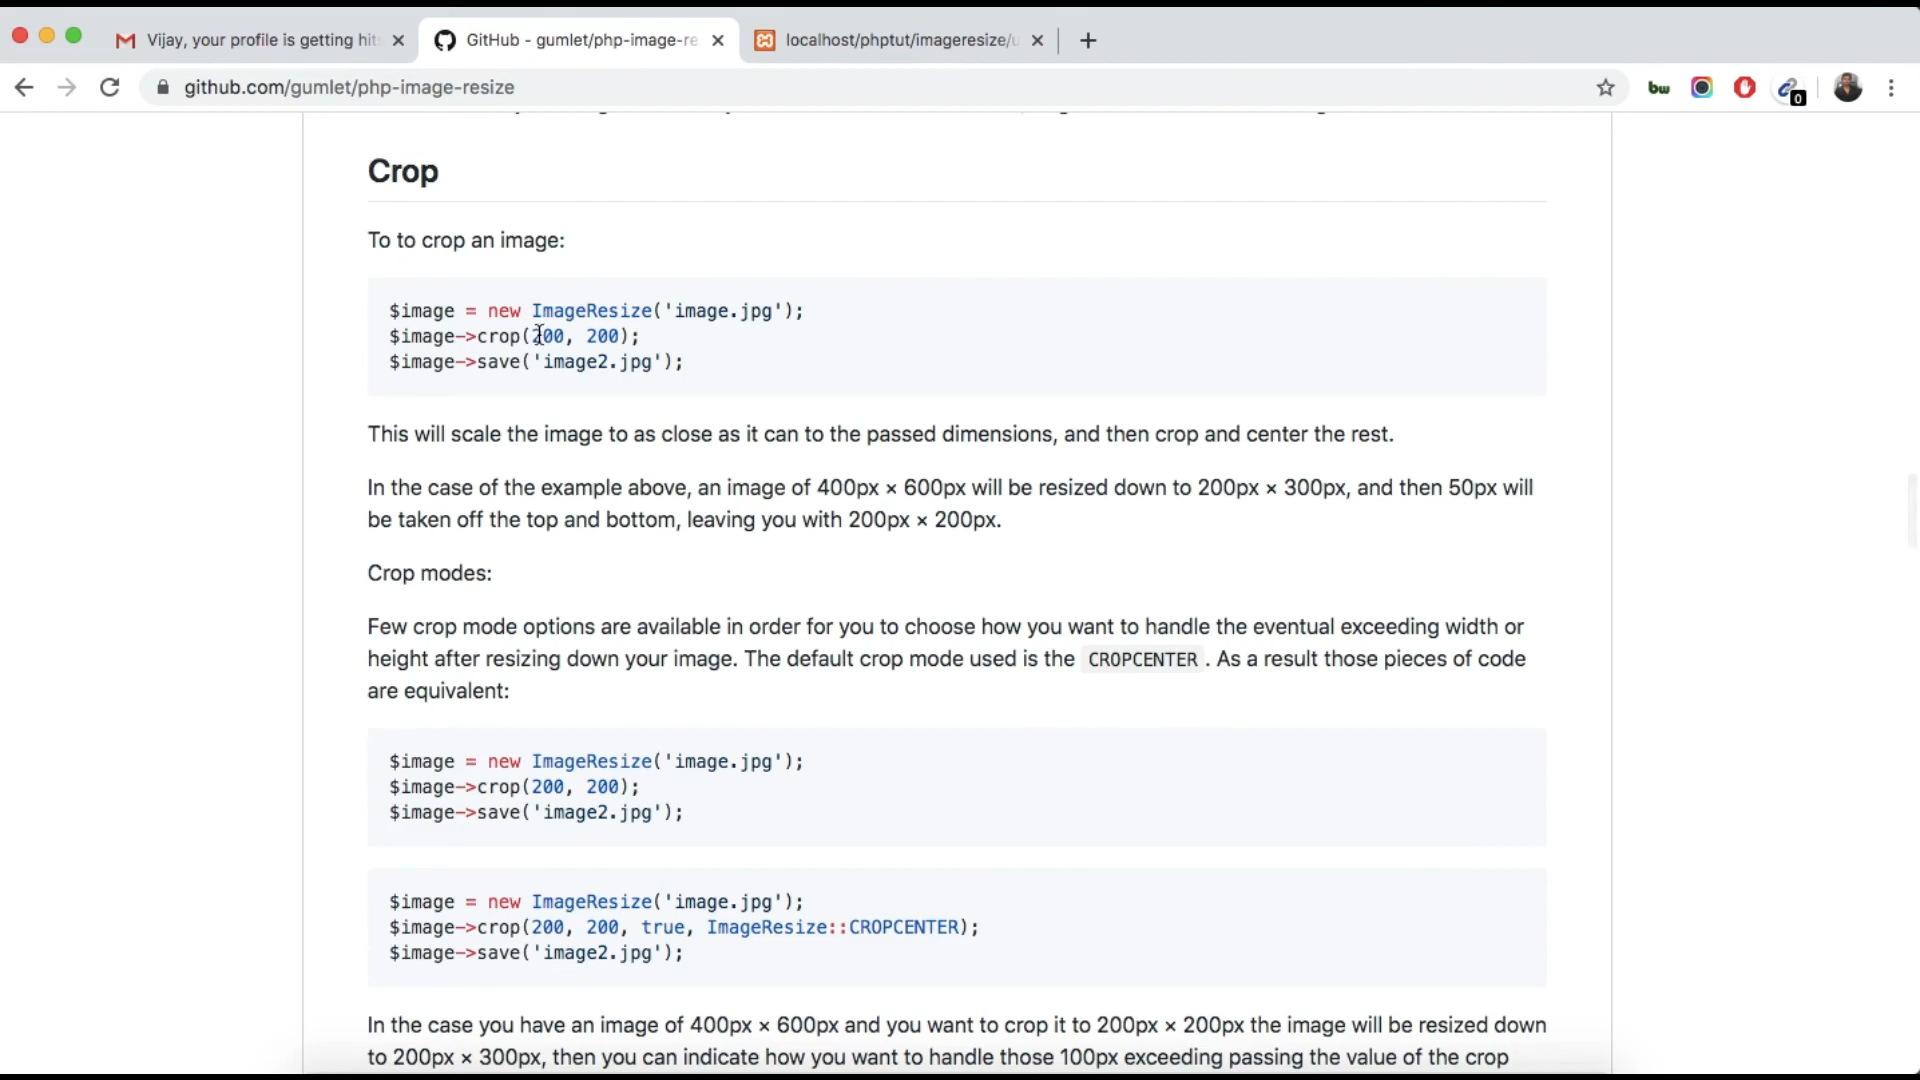 Vijay, your profile is getting hit
GitHub - gumlet/php-image-re
localhost/phptut/imageresize/u
github.com/gumlet/php-image-resize
bw
0
Crop
To to crop an image:
$image = new ImageResize('image.jpg');
$image->crop(200, 200);
$image->save('image2.jpg');
This will scale the image to as close as it can to the passed dimensions, and then crop and center the rest.
In the case of the example above, an image of 400px × 600px will be resized down to 200px × 300px, and then 50px will
be taken off the top and bottom, leaving you with 200px × 200px.
Crop modes:
Few crop mode options are available in order for you to choose how you want to handle the eventual exceeding width or
height after resizing down your image. The default crop mode used is the CROPCENTER . As a result those pieces of code
are equivalent:
$image = new ImageResize('image.jpg');
$image->crop(200, 200);
$image->save('image2.jpg');
$image = new ImageResize('image.jpg');
$image->crop(200, 200, true, ImageResize::CROPCENTER);
$image->save('image2.jpg');
In the case you have an image of 400px × 600px and you want to crop it to 200px × 200px the image will be resized down
to 200px × 300px, then you can indicate how you want to handle those 100px exceeding passing the value of the crop